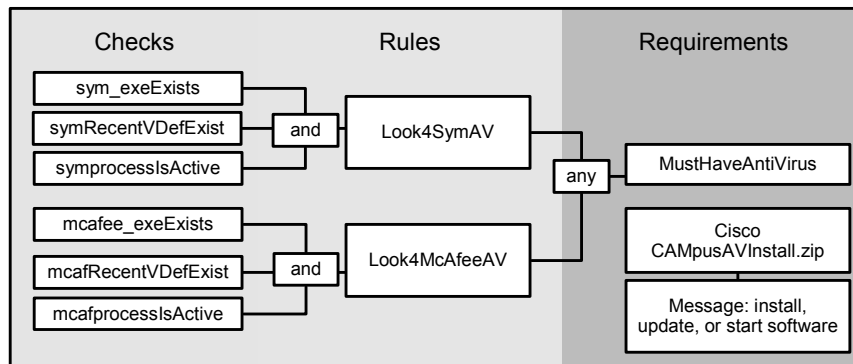 Checks
Rules
Requirements
sym_exeExists
symRecentVDefExist
symprocessIsActive
and
Look4SymAV
mcafee_exeExists
mcafRecentVDefExist
mcafprocessIsActive
and
Look4McAfeeAV
any
MustHaveAntiVirus
Cisco
CAMpusAVInstall.zip
Message: install,
update, or start software